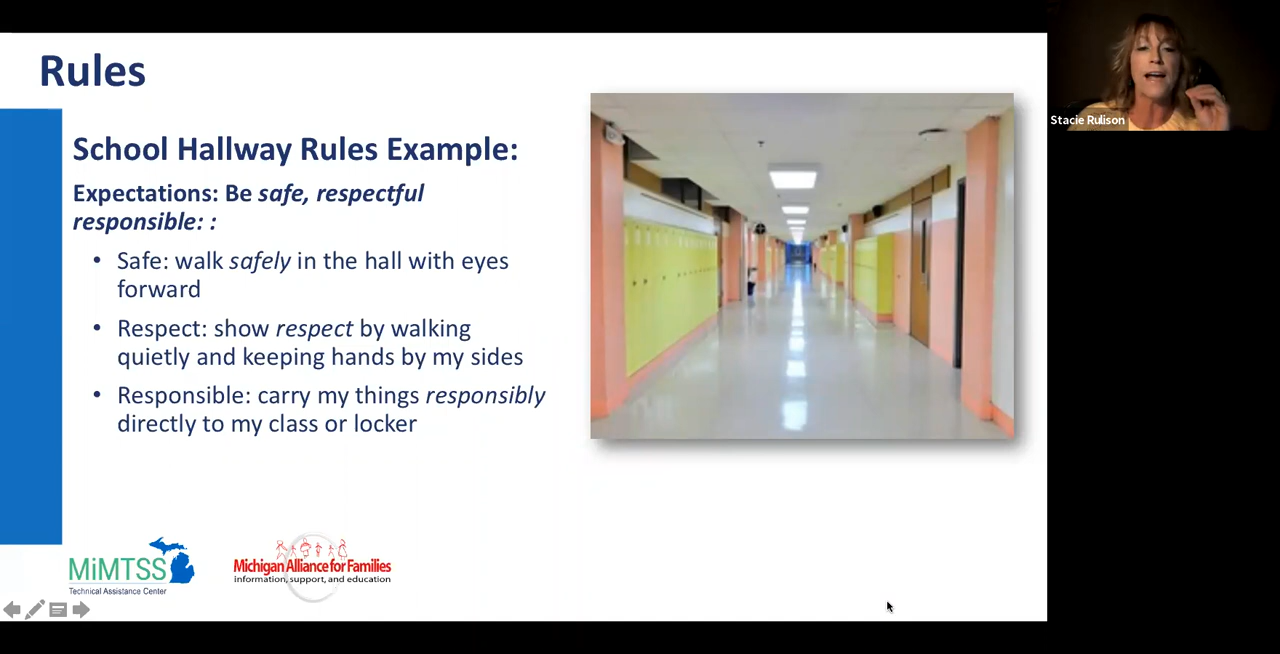 Rules
School Hallway Rules Example:
Expectations: Be safe, respectful
responsible: :
• Safe: walk safely in the hall with eyes
forward
• Respect: show respect by walking
quietly and keeping hands by my sides
• Responsible: carry my things responsibly
directly to my class or locker
MiMTSS
Technical Assistance Center
Michigan Alliance for Families
information, support, and education
Stacie Rulison